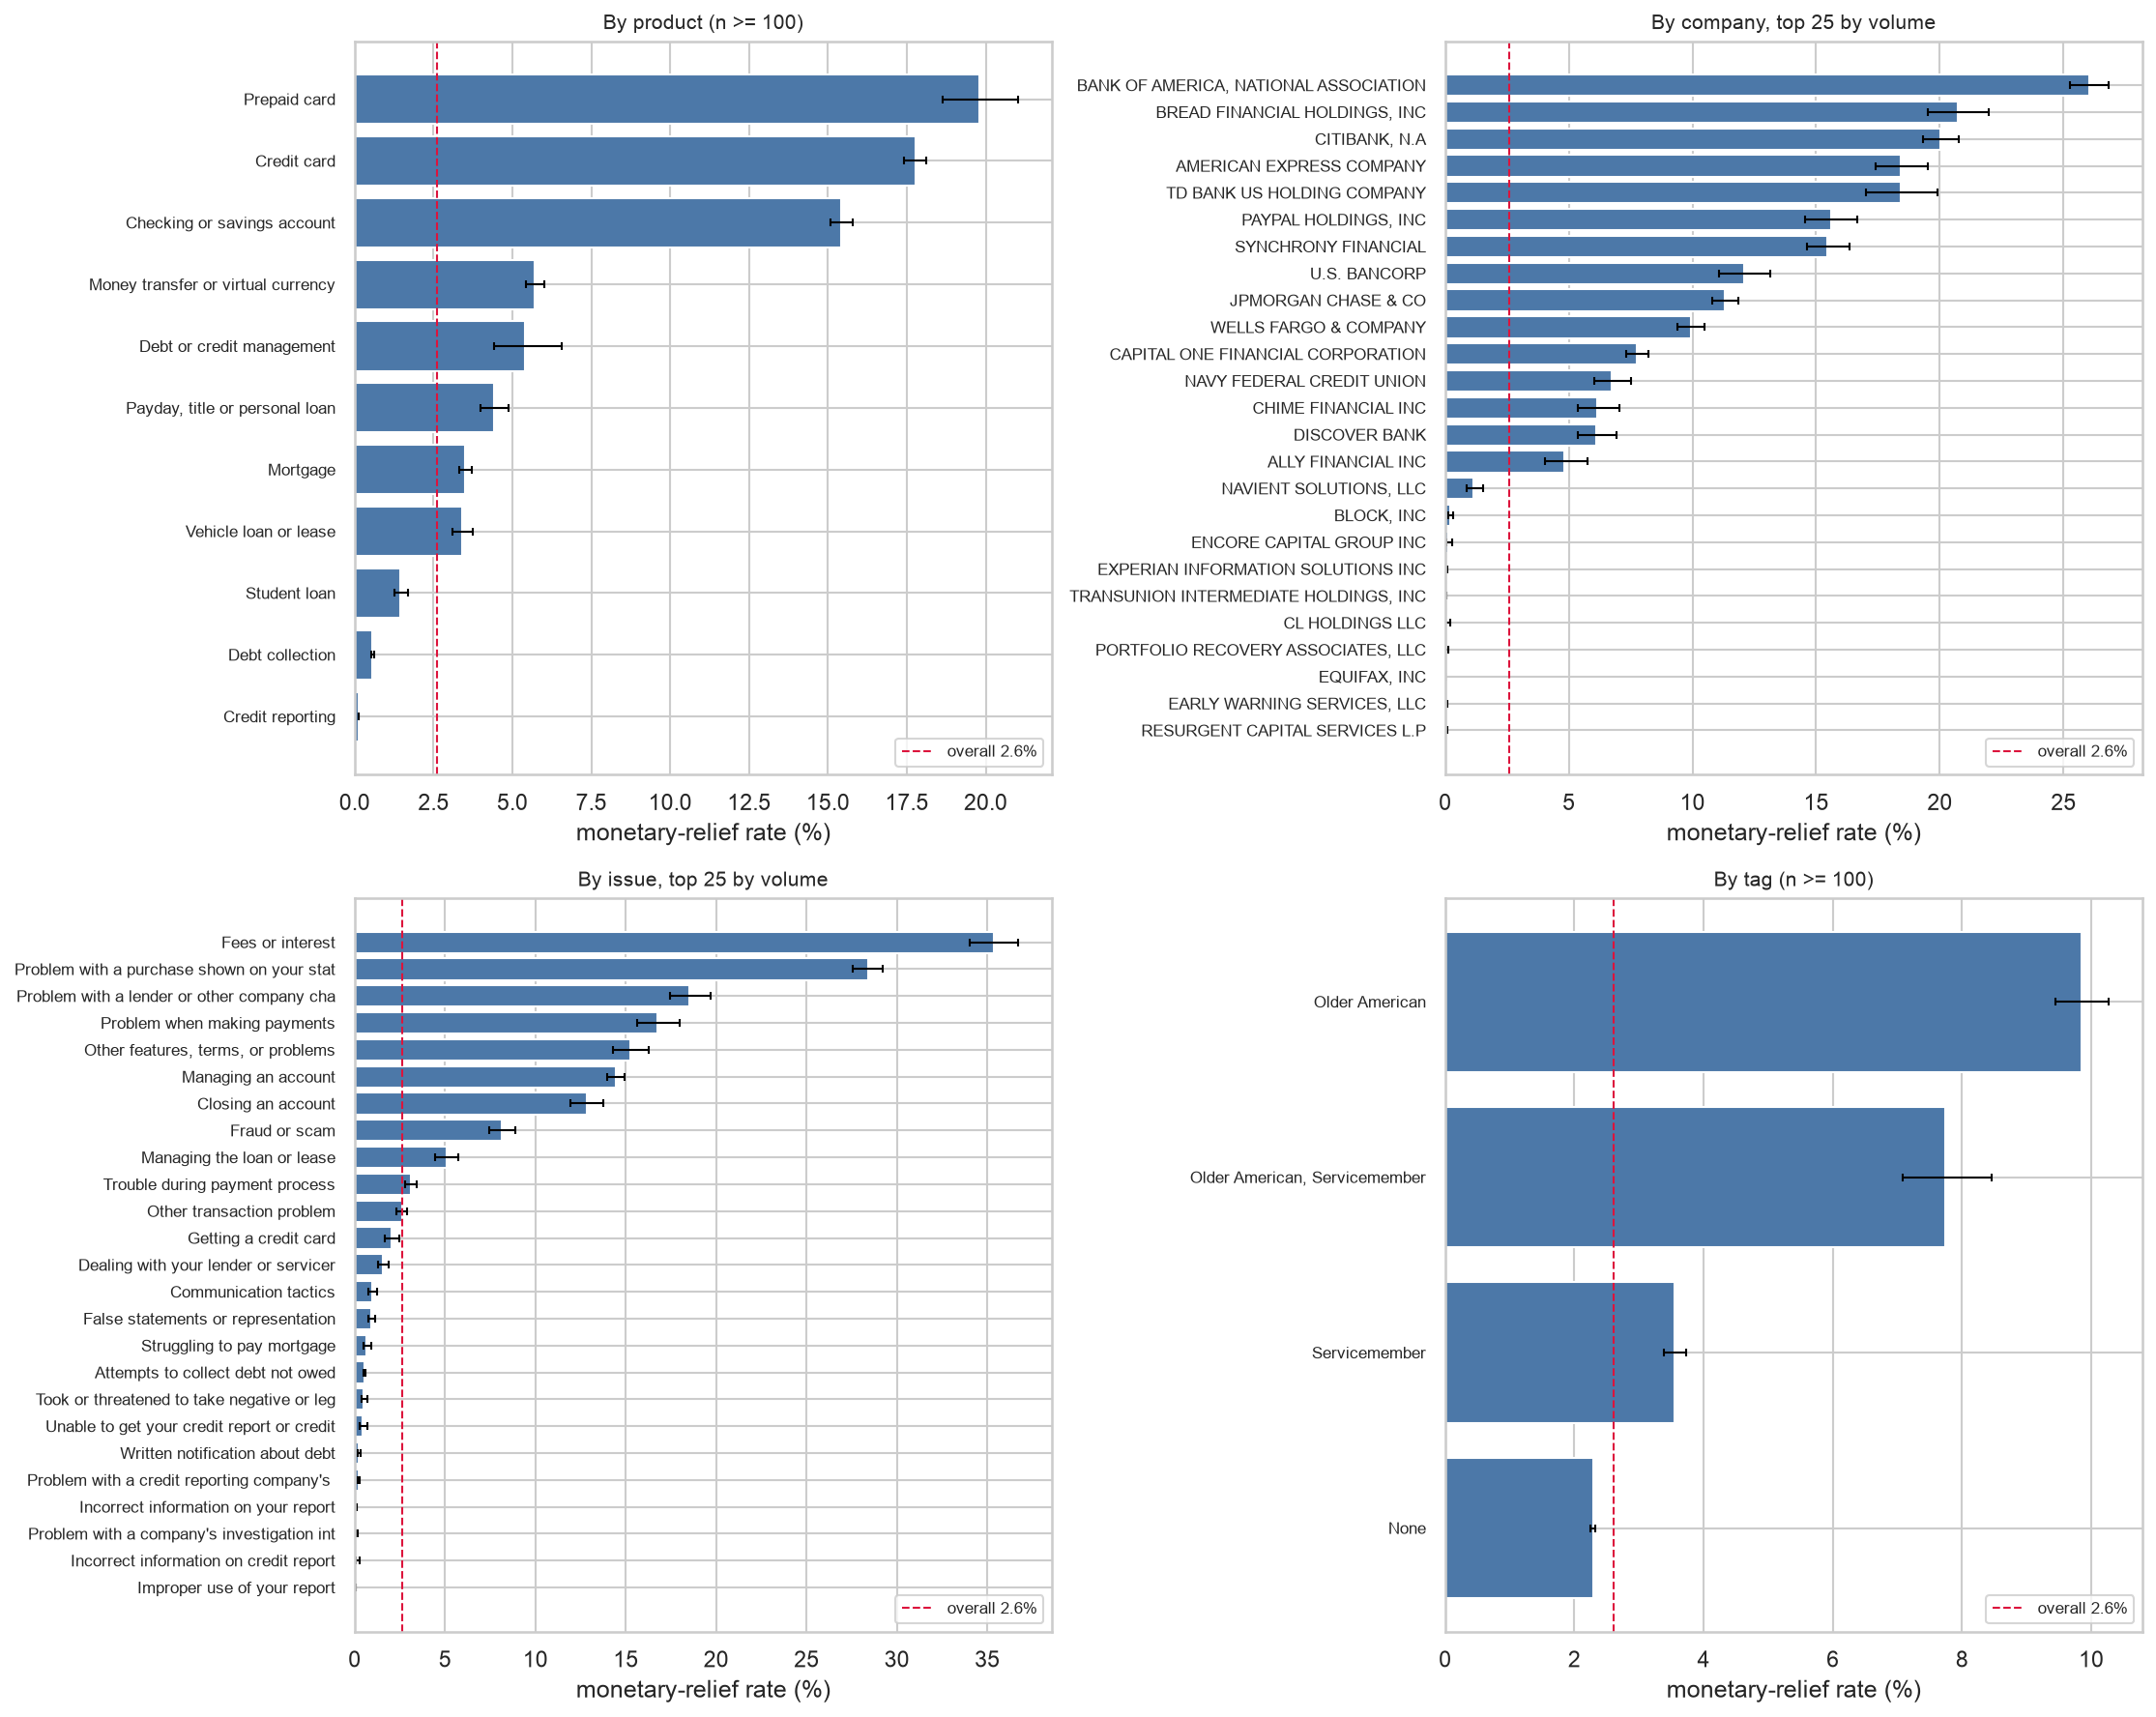 By product (n >= 100)
Prepaid card
Credit card
Checking or savings account
Money transfer or virtual currency
Debt or credit management
Payday, title or personal loan
Mortgage
Vehicle loan or lease
Student loan
Debt collection
Credit reporting
overall 2.6%
0.0 2.5 5.0 7.5 10.0 12.5 15.0 17.5 20.0
monetary-relief rate (%)
By company, top 25 by volume
BANK OF AMERICA, NATIONAL ASSOCIATION
BREAD FINANCIAL HOLDINGS, INC
CITIBANK, N.A
AMERICAN EXPRESS COMPANY
TD BANK US HOLDING COMPANY
PAYPAL HOLDINGS, INC
SYNCHRONY FINANCIAL
U.S. BANCORP
JPMORGAN CHASE & CO
WELLS FARGO & COMPANY
CAPITAL ONE FINANCIAL CORPORATION
NAVY FEDERAL CREDIT UNION
CHIME FINANCIAL INC
DISCOVER BANK
ALLY FINANCIAL INC
NAVIENT SOLUTIONS, LLC
BLOCK, INC
ENCORE CAPITAL GROUP INC
EXPERIAN INFORMATION SOLUTIONS INC
TRANSUNION INTERMEDIATE HOLDINGS, INC
CL HOLDINGS LLC
PORTFOLIO RECOVERY ASSOCIATES, LLC
EQUIFAX, INC
EARLY WARNING SERVICES, LLC
RESURGENT CAPITAL SERVICES L.P
overall 2.6%
0 5 10 15 20 25
monetary-relief rate (%)
By issue, top 25 by volume
Fees or interest
Problem with a purchase shown on your stat
Problem with a lender or other company cha
Problem when making payments
Other features, terms, or problems
Managing an account
Closing an account
Fraud or scam
Managing the loan or lease
Trouble during payment process
Other transaction problem
Getting a credit card
Dealing with your lender or servicer
Communication tactics
False statements or representation
Struggling to pay mortgage
Attempts to collect debt not owed
Took or threatened to take negative or leg
Unable to get your credit report or credit
Written notification about debt
Problem with a credit reporting company's
Incorrect information on your report
Problem with a company's investigation int
Incorrect information on credit report
Improper use of your report
overall 2.6%
0 5 10 15 20 25 30 35
monetary-relief rate (%)
By tag (n >= 100)
Older American
Older American, Servicemember
Servicemember
None
overall 2.6%
0 2 4 6 8 10
monetary-relief rate (%)